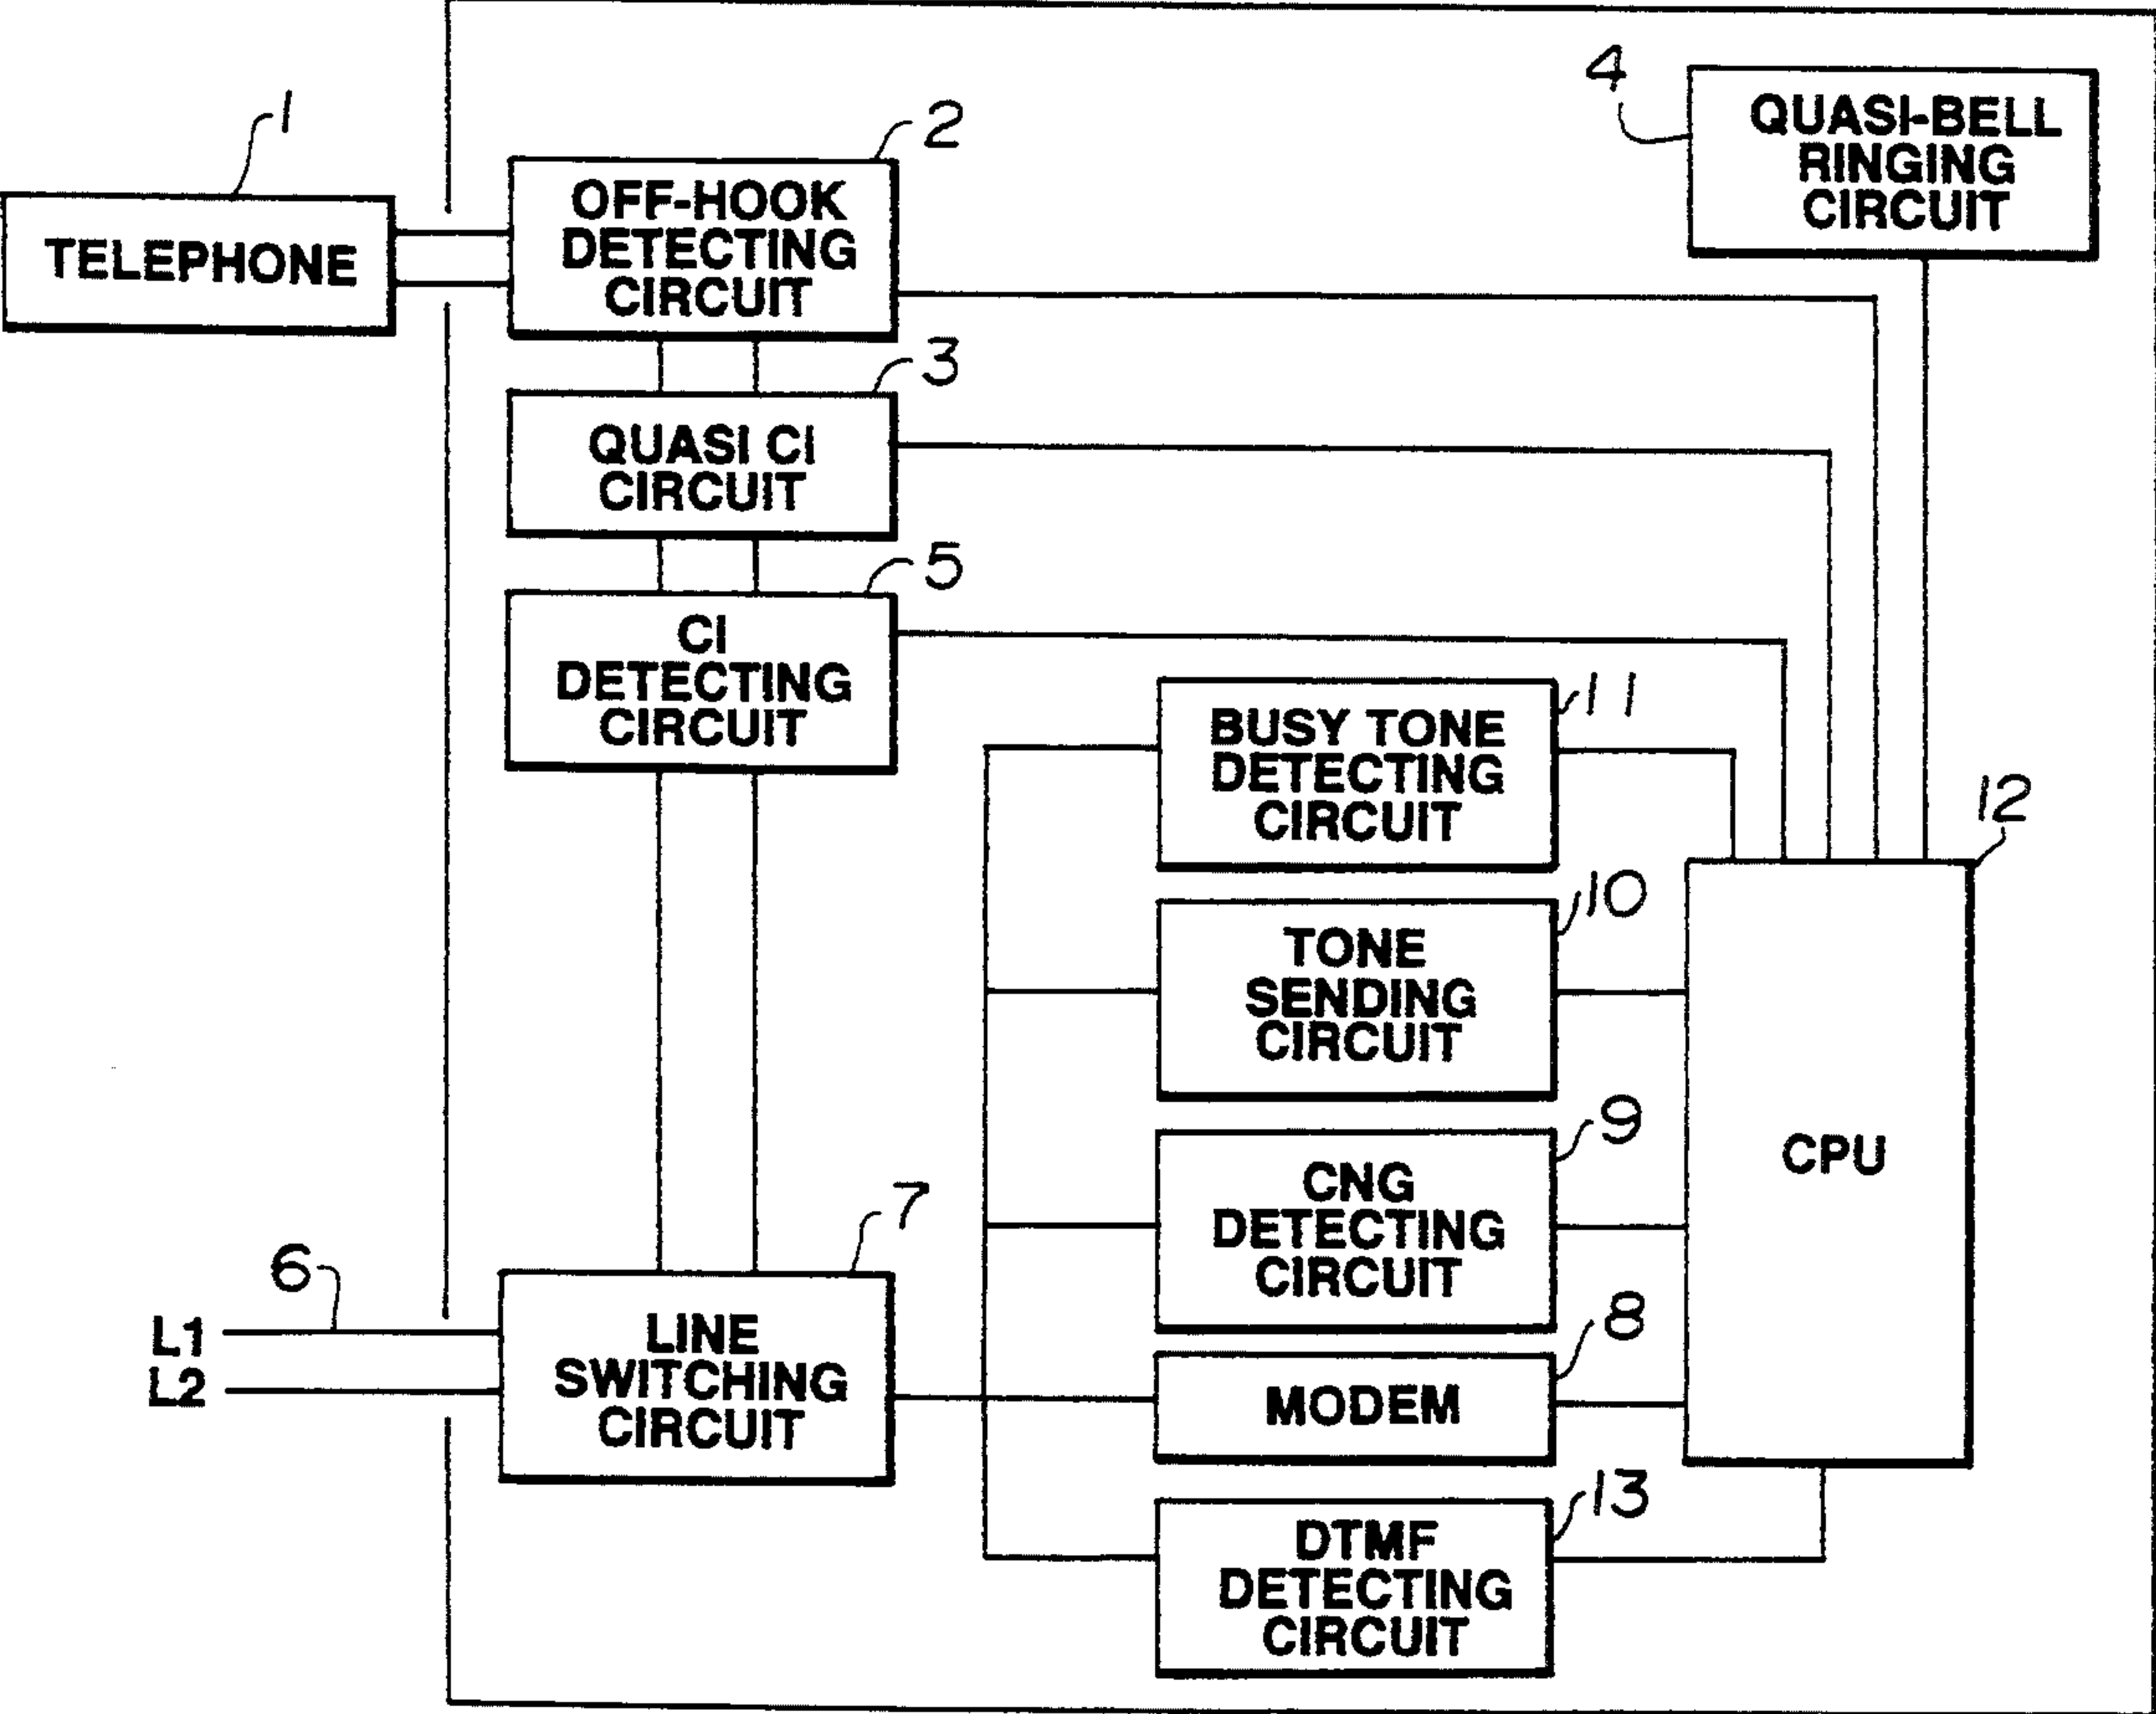 1
TELEPHONE
2
OFF-HOOK
DETECTING
CIRCUIT
4
QUASI-BELL
RINGING
CIRCUIT
3
QUASI CI
CIRCUIT
5
CI
DETECTING
CIRCUIT
11
BUSY TONE
DETECTING
CIRCUIT
12
CPU
10
TONE
SENDING
CIRCUIT
9
CNG
DETECTING
CIRCUIT
6
L1
L2
7
LINE
SWITCHING
CIRCUIT
8
MODEM
13
DTMF
DETECTING
CIRCUIT